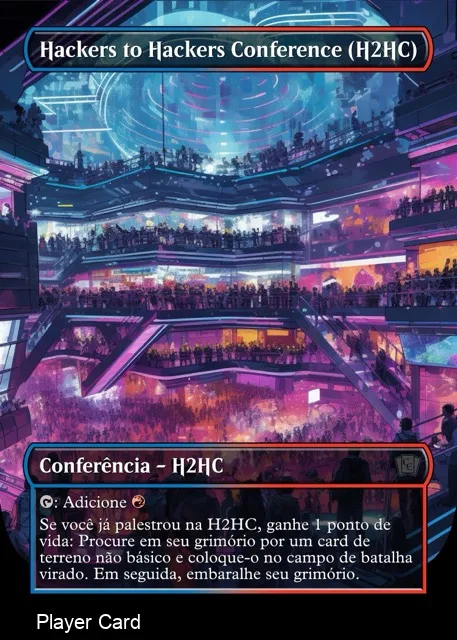 Hackers to Hackers Conference (H2HC)
Conferência – H2HC
: Adicione
Se você já palestrou na H2HC, ganhe 1 ponto de
vida: Procure em seu grimório por um card de
terreno não básico e coloque-o no campo de batalha
virado. Em seguida, embaralhe seu grimório.
Player Card